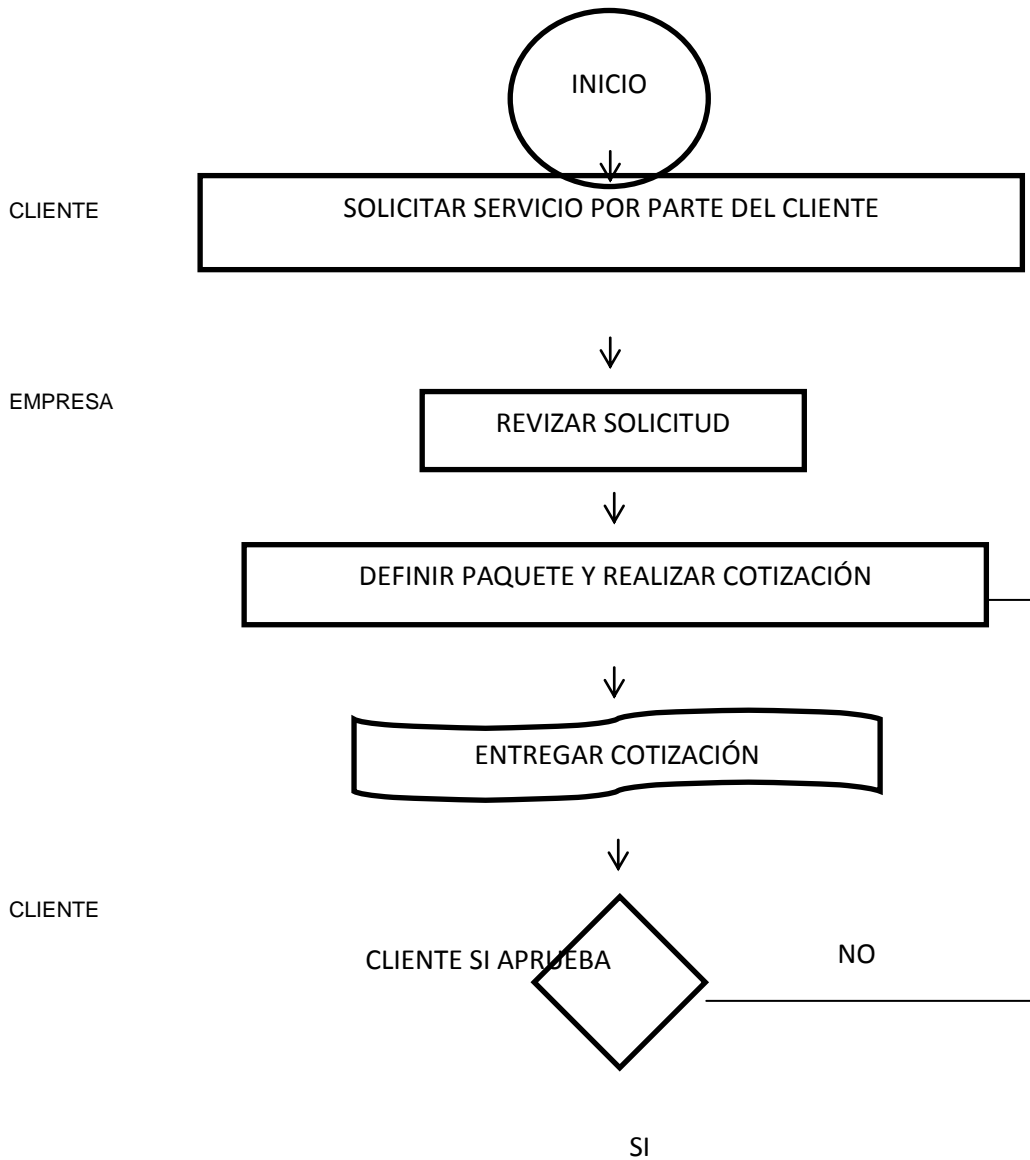 INICIO
CLIENTE
SOLICITAR SERVICIO POR PARTE DEL CLIENTE
EMPRESA
REVIZAR SOLICITUD
DEFINIR PAQUETE Y REALIZAR COTIZACIÓN
ENTREGAR COTIZACIÓN
CLIENTE
CLIENTE SI APRUEBA
NO
SI